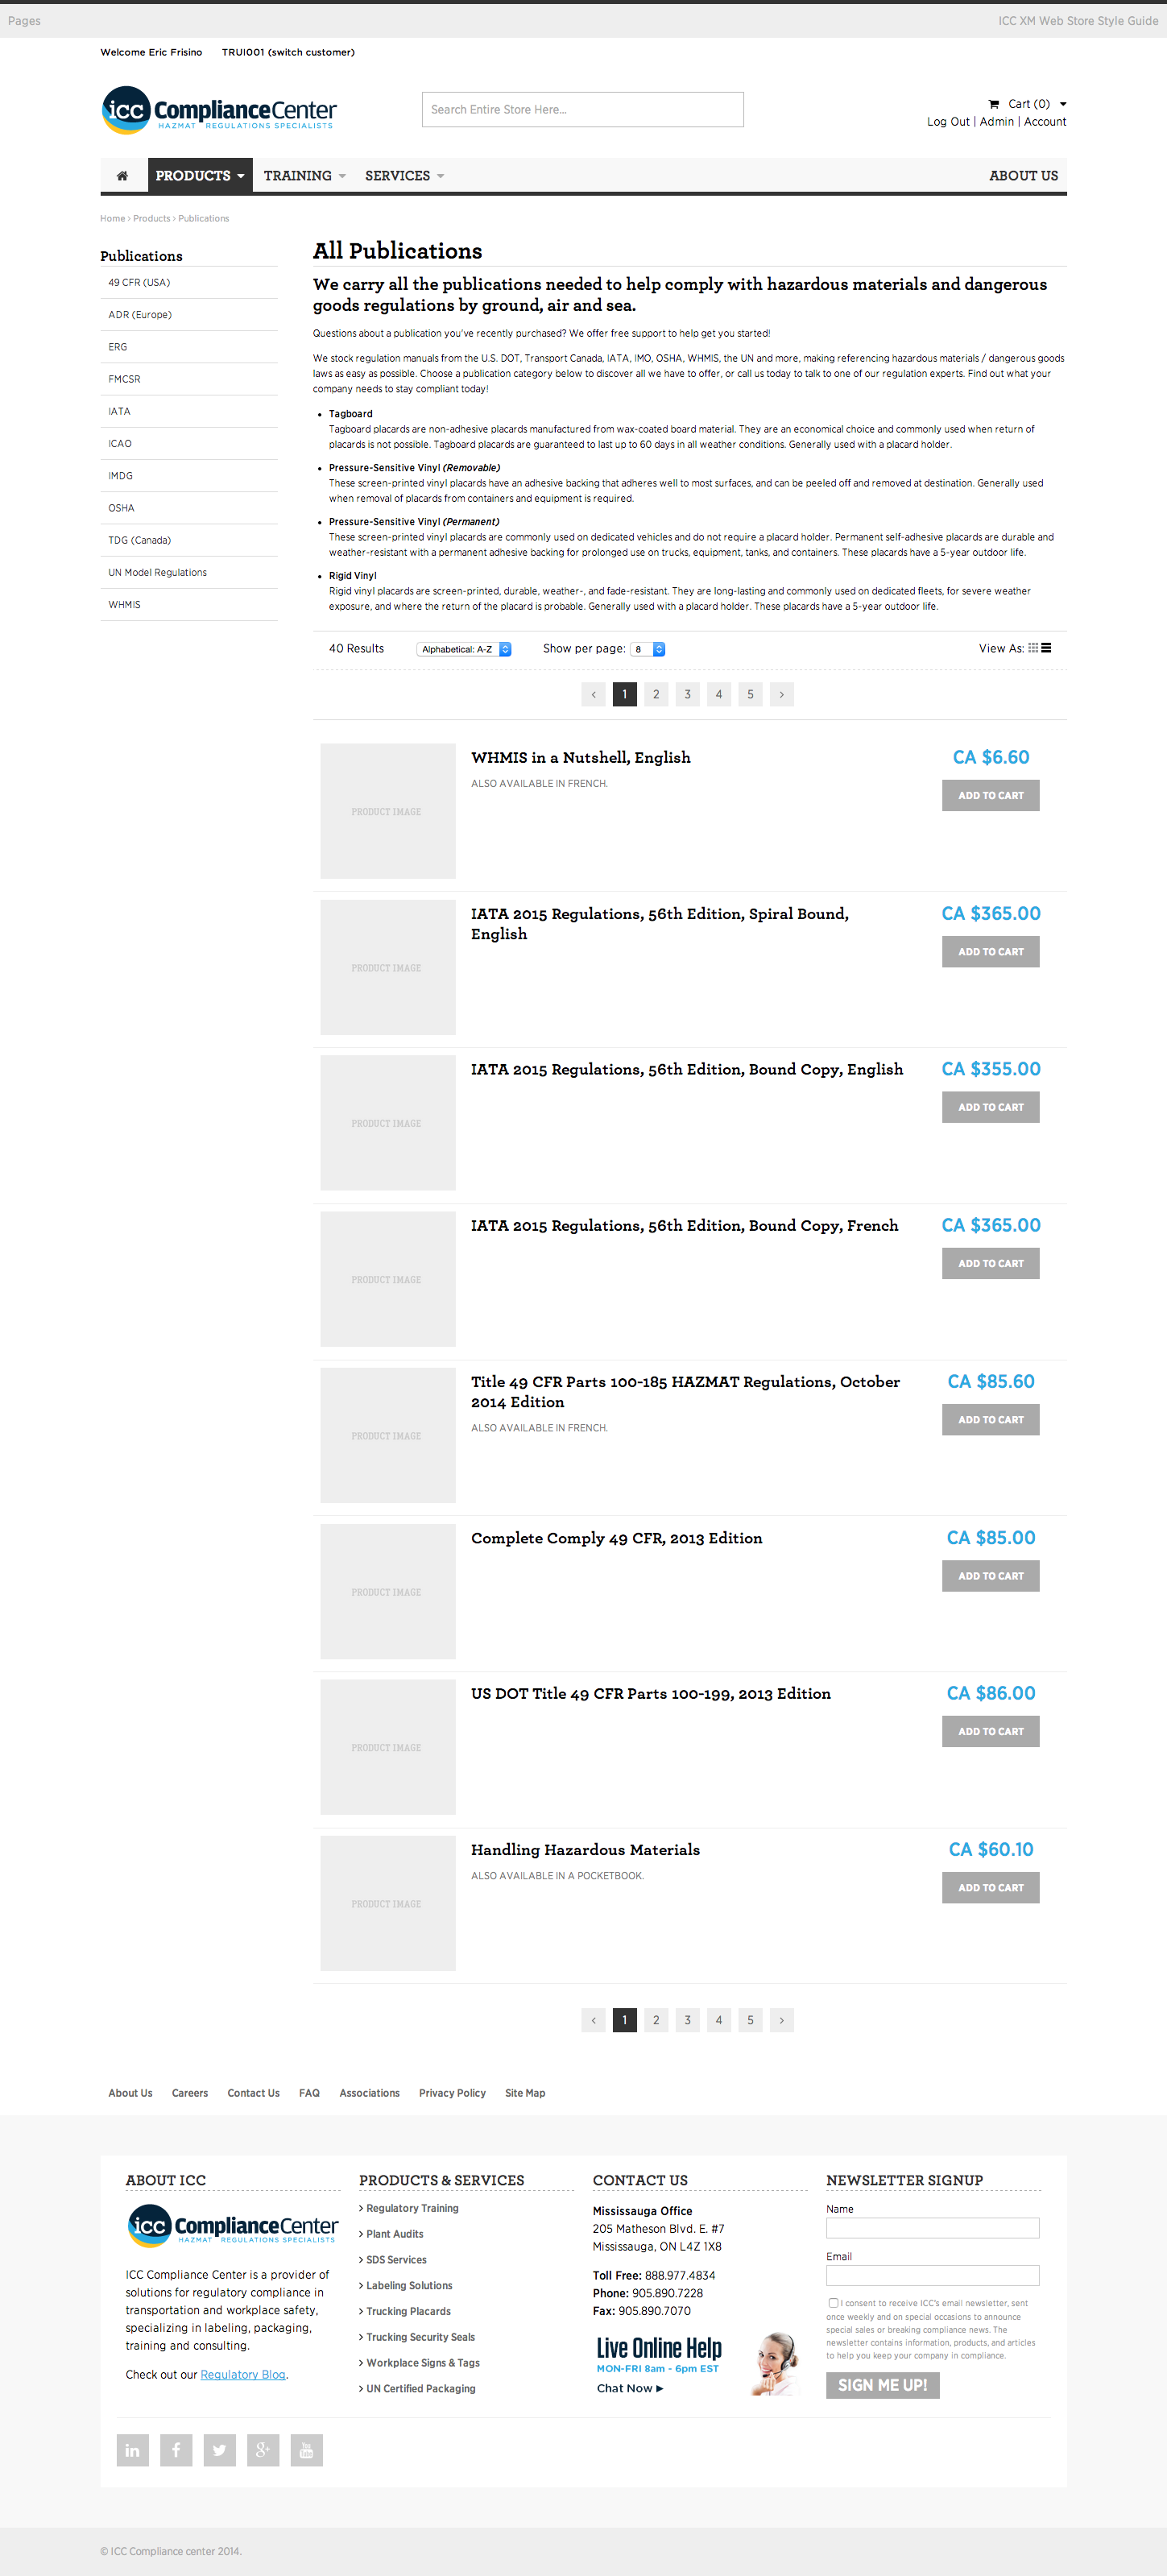 Pages
ICC XM Web Store Style Guide
Welcome Eric Frisino TRUI001 (switch customer)
icc ComplianceCenter
HAZMAT REGULATIONS SPECIALISTS
Search Entire Store Here...
Cart (0)
Log Out | Admin | Account
PRODUCTS TRAINING SERVICES ABOUT US
Home › Products › Publications
Publications
49 CFR (USA)
ADR (Europe)
ERG
FMCSR
IATA
ICAO
IMDG
OSHA
TDG (Canada)
UN Model Regulations
WHMIS
All Publications
We carry all the publications needed to help comply with hazardous materials and dangerous
goods regulations by ground, air and sea.
Questions about a publication you've recently purchased? We offer free support to help get you started!
We stock regulation manuals from the U.S. DOT, Transport Canada, IATA, IMO, OSHA, WHMIS, the UN and more, making referencing hazardous materials / dangerous goods
laws as easy as possible. Choose a publication category below to discover all we have to offer, or call us today to talk to one of our regulation experts. Find out what your
company needs to stay compliant today!
• Tagboard
Tagboard placards are non-adhesive placards manufactured from wax-coated board material. They are an economical choice and commonly used when return of
placards is not possible. Tagboard placards are guaranteed to last up to 60 days in all weather conditions. Generally used with a placard holder.
• Pressure-Sensitive Vinyl (Removable)
These screen-printed vinyl placards have an adhesive backing that adheres well to most surfaces, and can be peeled off and removed at destination. Generally used
when removal of placards from containers and equipment is required.
• Pressure-Sensitive Vinyl (Permanent)
These screen-printed vinyl placards are commonly used on dedicated vehicles and do not require a placard holder. Permanent self-adhesive placards are durable and
weather-resistant with a permanent adhesive backing for prolonged use on trucks, equipment, tanks, and containers. These placards have a 5-year outdoor life.
• Rigid Vinyl
Rigid vinyl placards are screen-printed, durable, weather-, and fade-resistant. They are long-lasting and commonly used on dedicated fleets, for severe weather
exposure, and where the return of the placard is probable. Generally used with a placard holder. These placards have a 5-year outdoor life.
40 Results Alphabetical: A-Z Show per page: 8 View As:
‹ 1 2 3 4 5 ›
PRODUCT IMAGE
WHMIS in a Nutshell, English
ALSO AVAILABLE IN FRENCH.
CA $6.60
ADD TO CART
PRODUCT IMAGE
IATA 2015 Regulations, 56th Edition, Spiral Bound,
English
CA $365.00
ADD TO CART
PRODUCT IMAGE
IATA 2015 Regulations, 56th Edition, Bound Copy, English
CA $355.00
ADD TO CART
PRODUCT IMAGE
IATA 2015 Regulations, 56th Edition, Bound Copy, French
CA $365.00
ADD TO CART
PRODUCT IMAGE
Title 49 CFR Parts 100-185 HAZMAT Regulations, October
2014 Edition
ALSO AVAILABLE IN FRENCH.
CA $85.60
ADD TO CART
PRODUCT IMAGE
Complete Comply 49 CFR, 2013 Edition
CA $85.00
ADD TO CART
PRODUCT IMAGE
US DOT Title 49 CFR Parts 100-199, 2013 Edition
CA $86.00
ADD TO CART
PRODUCT IMAGE
Handling Hazardous Materials
ALSO AVAILABLE IN A POCKETBOOK.
CA $60.10
ADD TO CART
‹ 1 2 3 4 5 ›
About Us Careers Contact Us FAQ Associations Privacy Policy Site Map
ABOUT ICC
icc ComplianceCenter
HAZMAT REGULATIONS SPECIALISTS
ICC Compliance Center is a provider of
solutions for regulatory compliance in
transportation and workplace safety,
specializing in labeling, packaging,
training and consulting.
Check out our Regulatory Blog.
PRODUCTS & SERVICES
› Regulatory Training
› Plant Audits
› SDS Services
› Labeling Solutions
› Trucking Placards
› Trucking Security Seals
› Workplace Signs & Tags
› UN Certified Packaging
CONTACT US
Mississauga Office
205 Matheson Blvd. E. #7
Mississauga, ON L4Z 1X8
Toll Free: 888.977.4834
Phone: 905.890.7228
Fax: 905.890.7070
Live Online Help
MON-FRI 8am - 6pm EST
Chat Now ►
NEWSLETTER SIGNUP
Name
Email
I consent to receive ICC's email newsletter, sent
once weekly and on special occasions to announce
special sales or breaking compliance news. The
newsletter contains information, products, and articles
to help you keep your company in compliance.
SIGN ME UP!
in f g+ You Tube
© ICC Compliance center 2014.